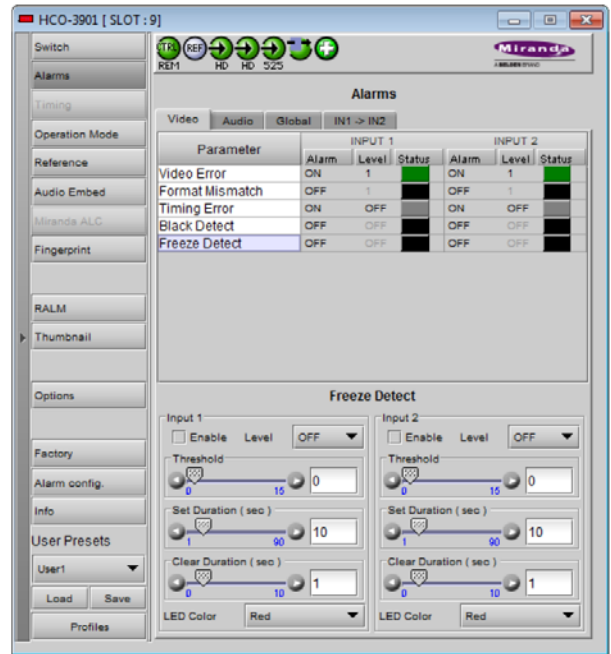 HCO-3901 [ SLOT : 9]
Switch
Alarms
Timing
Operation Mode
Reference
Audio Embed
Miranda ALC
Fingerprint
RALM
Thumbnail
Options
Factory
Alarm config.
Info
User Presets
User1
Load Save
Profiles
CTRL REF
REM HD HD 525
Miranda
A BELDEN BRAND
Alarms
Video Audio Global IN1 -> IN2
Parameter INPUT 1 INPUT 2
Alarm Level Status Alarm Level Status
Video Error ON 1 ON 1
Format Mismatch OFF 1 OFF 1
Timing Error ON OFF ON OFF
Black Detect OFF OFF OFF OFF
Freeze Detect OFF OFF OFF OFF
Freeze Detect
Input 1
Enable Level OFF
Threshold
0 15 0
Set Duration ( sec )
1 90 10
Clear Duration ( sec )
0 10 1
LED Color Red
Input 2
Enable Level OFF
Threshold
0 15 0
Set Duration ( sec )
1 90 10
Clear Duration ( sec )
0 10 1
LED Color Red